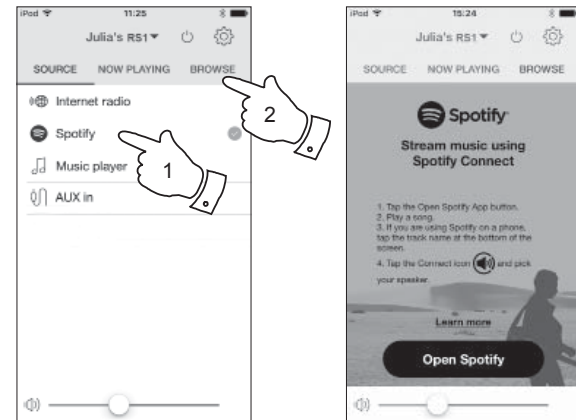 iPod 11:25
Julia's RS1
SOURCE NOW PLAYING BROWSE
Internet radio
Spotify
Music player
AUX in
1
2
iPod 15:24
Julia's RS1
SOURCE NOW PLAYING BROWSE
Spotify
Stream music using
Spotify Connect
1. Tap the Open Spotify App button.
2. Play a song.
3. If you are using Spotify on a phone,
tap the track name at the bottom of the
screen.
4. Tap the Connect icon and pick
your speaker.
Learn more
Open Spotify